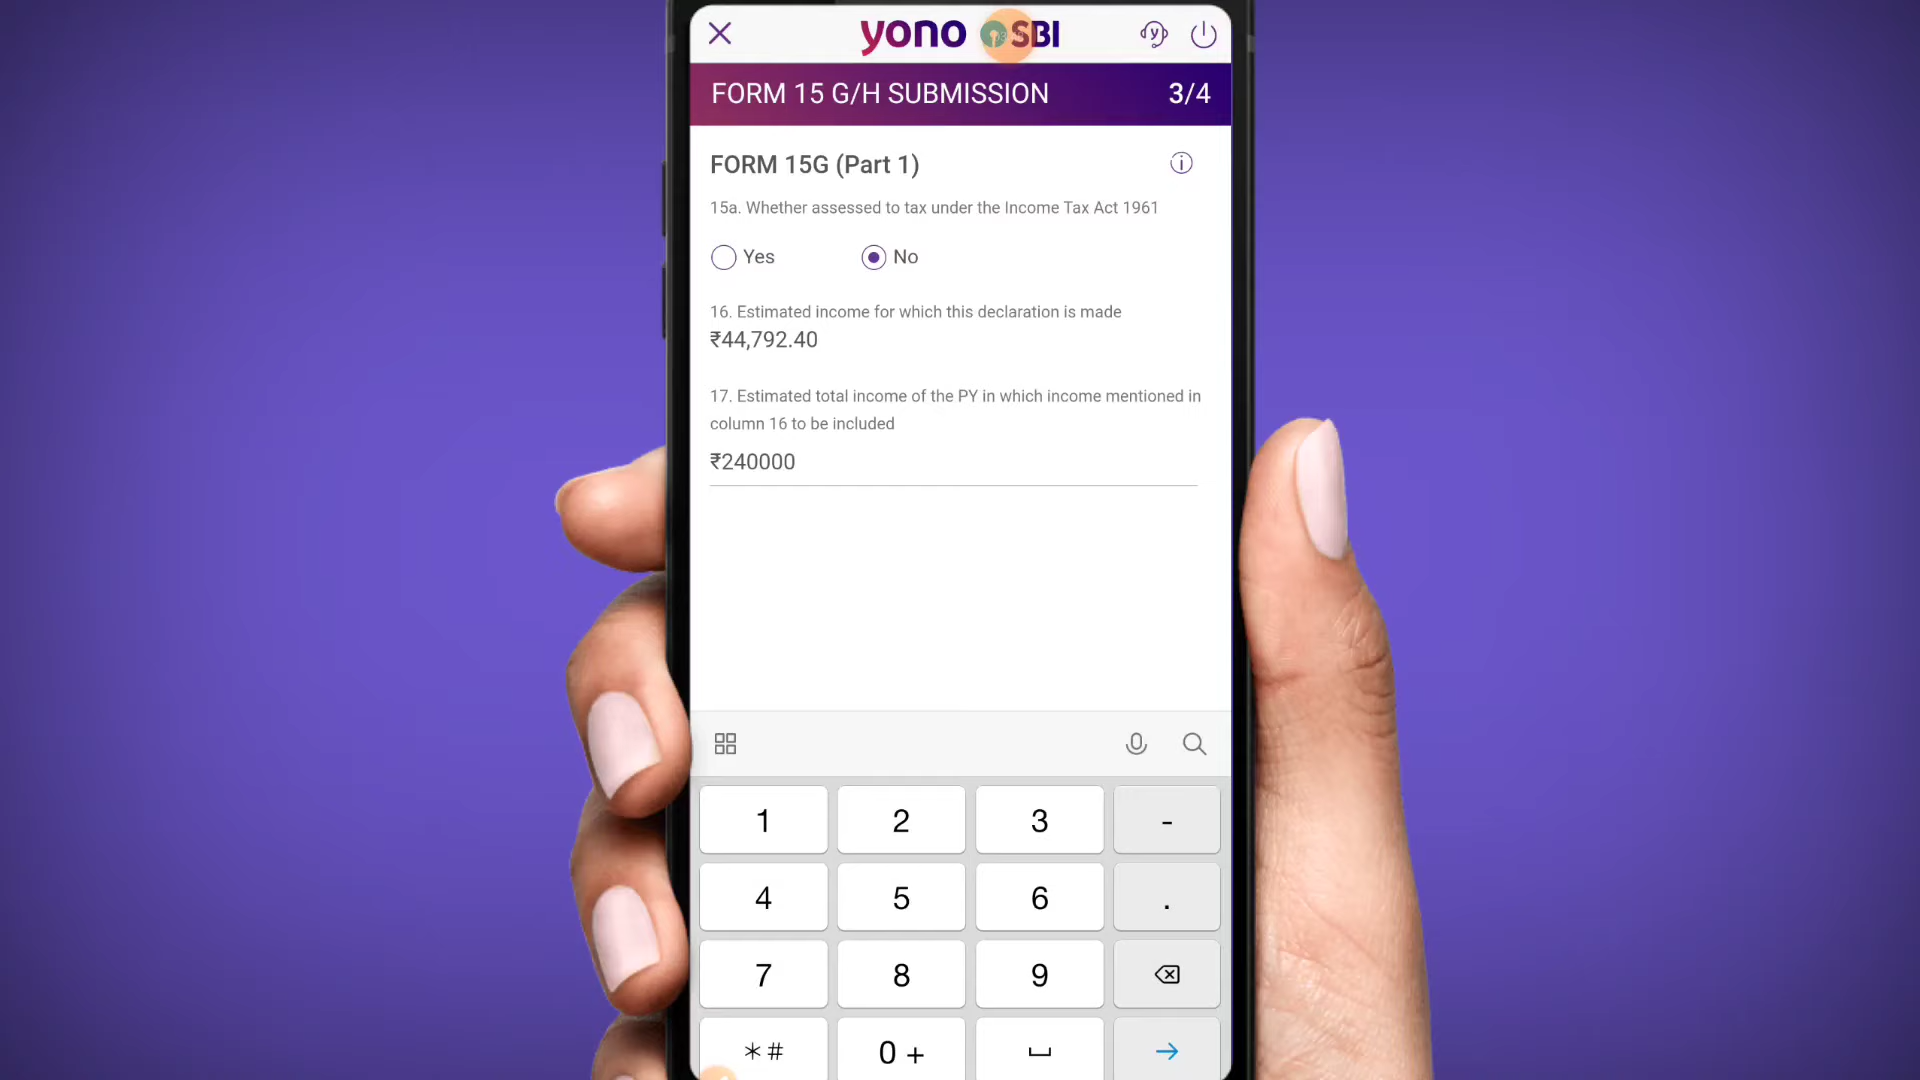 yono SBI
FORM 15 G/H SUBMISSION 3/4
FORM 15G (Part 1)
15a. Whether assessed to tax under the Income Tax Act 1961
Yes No
16. Estimated income for which this declaration is made
₹44,792.40
17. Estimated total income of the PY in which income mentioned in
column 16 to be included
₹240000
1 2 3 -
4 5 6 .
7 8 9
*# 0 +